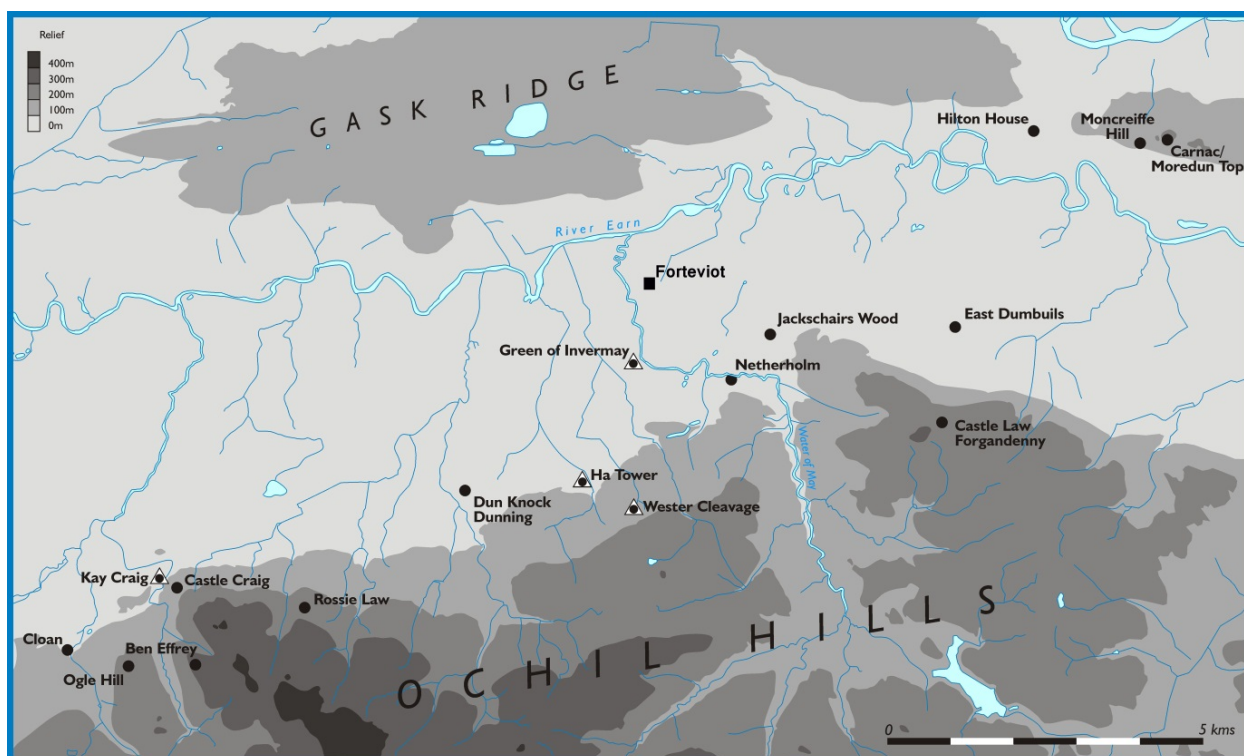 Relief
400m
300m
200m
100m
0m
GASK RIDGE
Hilton House
Moncreiffe
Hill
Carnac/
Moredun Top
River Earn
Forteviot
Jackschairs Wood
East Dumbuils
Green of Invermay
Netherholm
Castle Law
Forgandenny
Water of May
Ha Tower
Dun Knock
Dunning
Wester Cleavage
Kay Craig
Castle Craig
Rossie Law
Cloan
Ben Effrey
Ogle Hill
OCHIL HILLS
0
5 kms